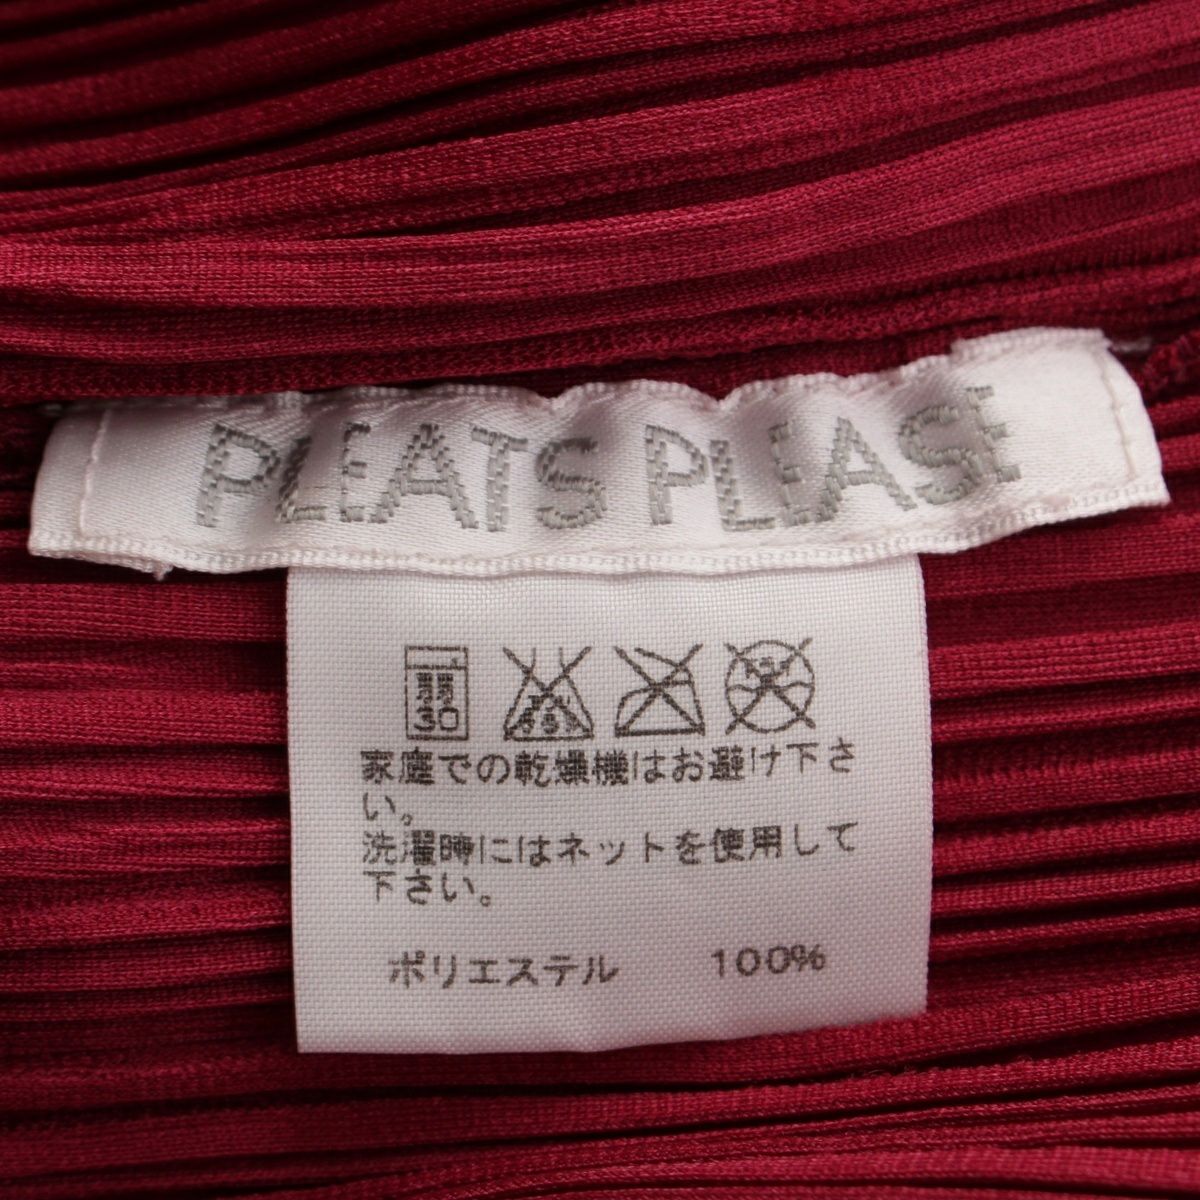 PLEATS PLEASE
30
家庭での乾燥機はお避け下さ
い。
洗濯時にはネットを使用して
下さい。
ポリエステル 100%